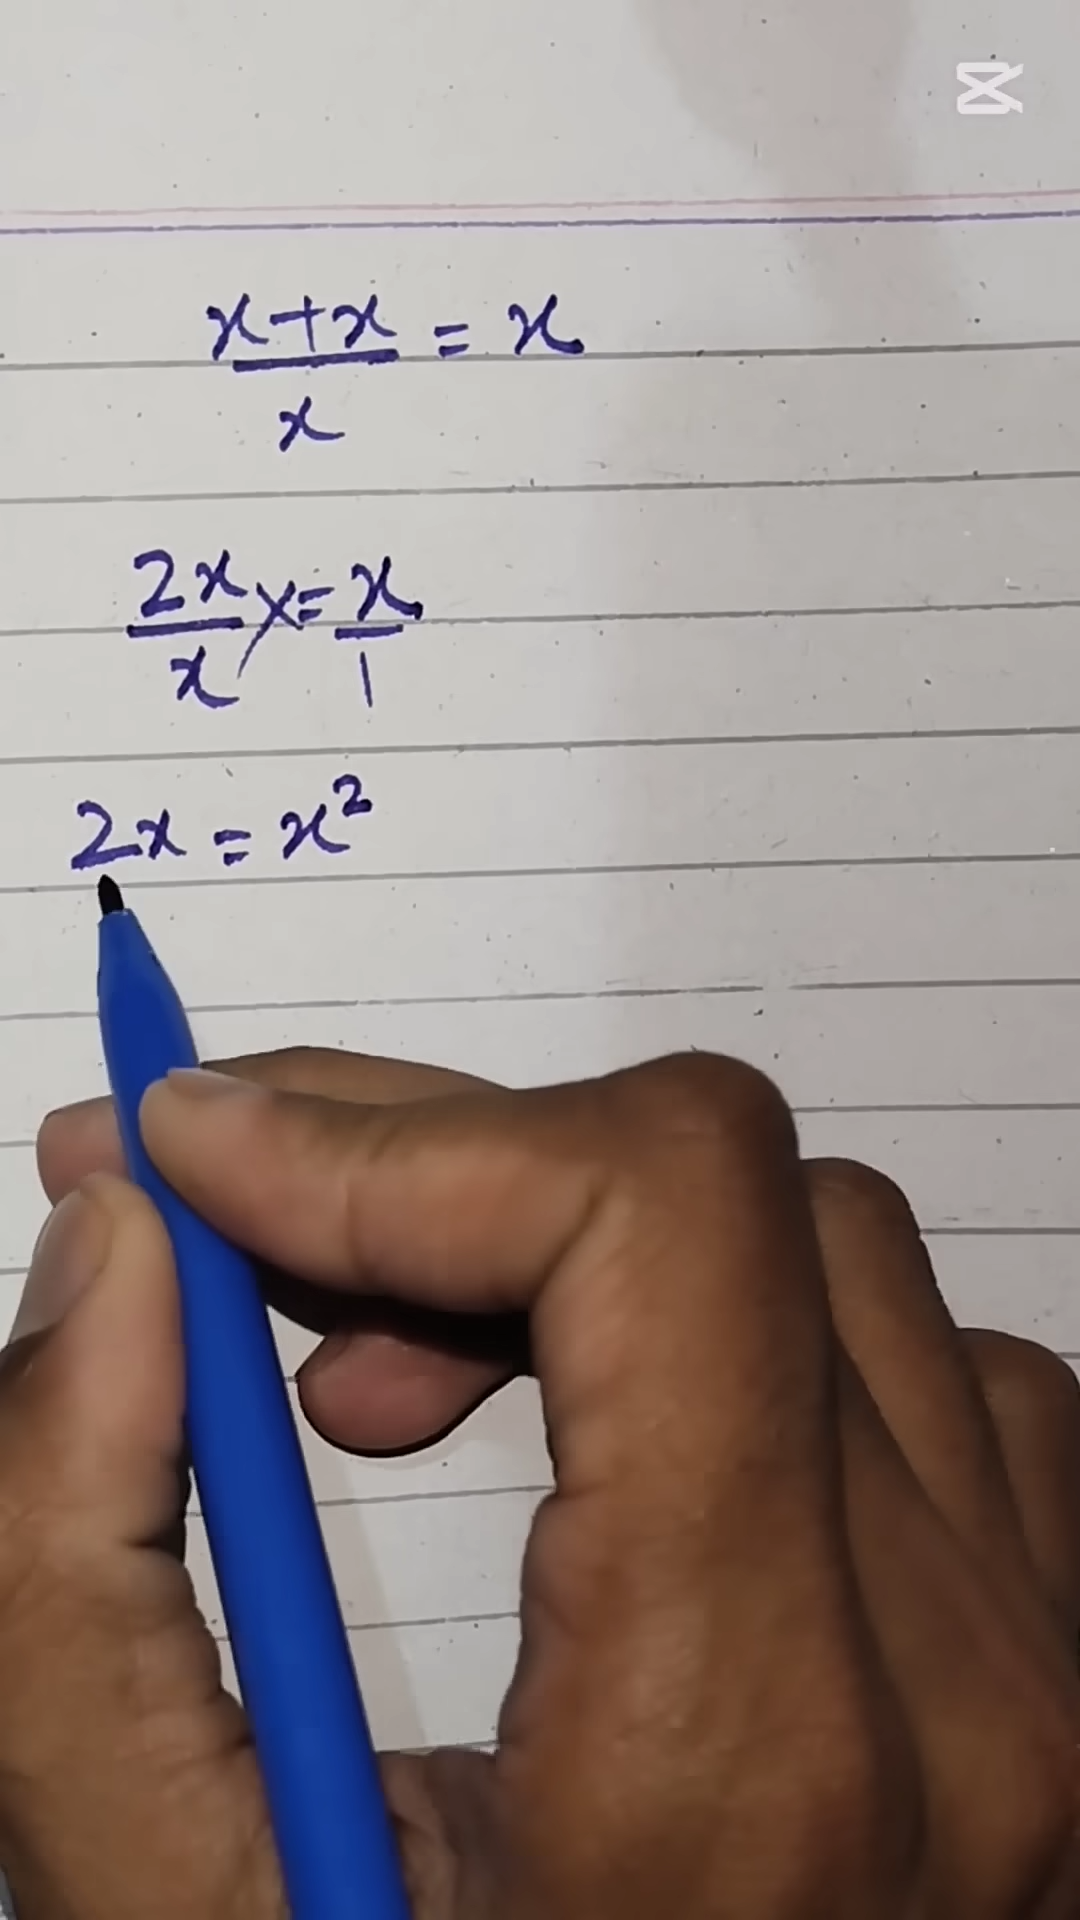 x+x/x = x
2x/x = x/1
2x = x²